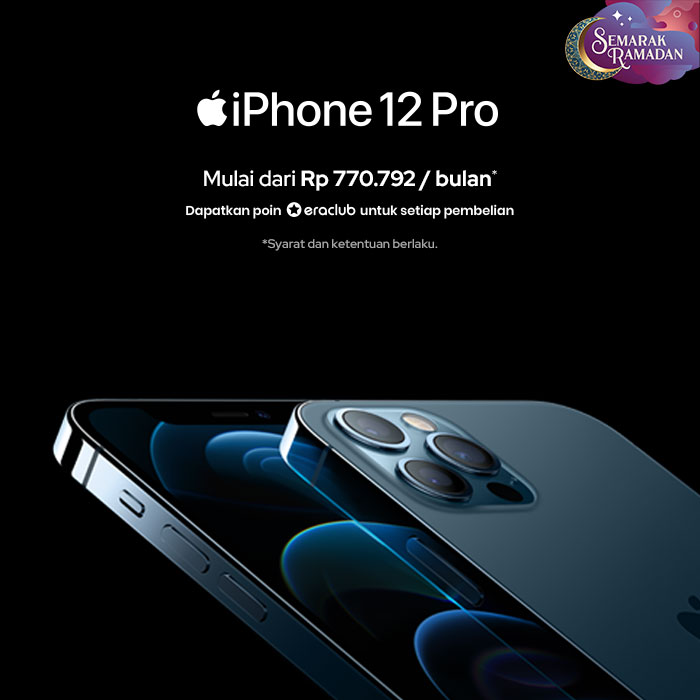 SEMARAK
RAMADAN
iPhone 12 Pro
Mulai dari Rp 770.792 / bulan*
Dapatkan poin eraclub untuk setiap pembelian
*Syarat dan ketentuan berlaku.